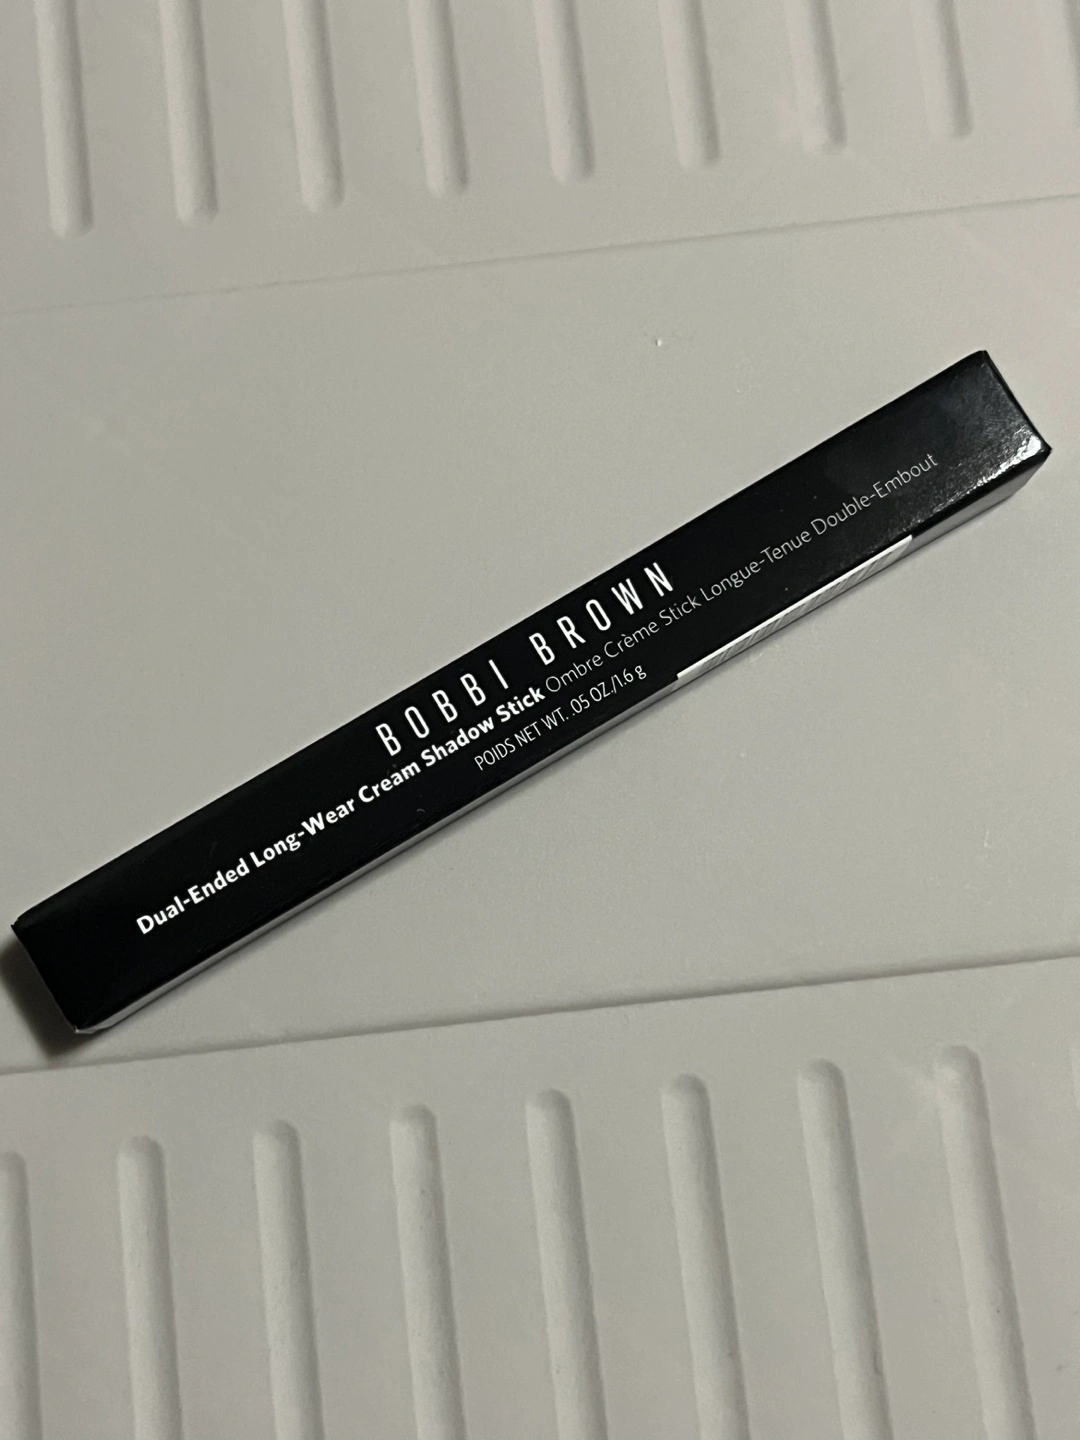 BOBBI BROWN
Dual-Ended Long-Wear Cream Shadow Stick Ombre Crème Stick Longue-Tenue Double-Embout
POIDS NET WT. .05 OZ./1.6 g